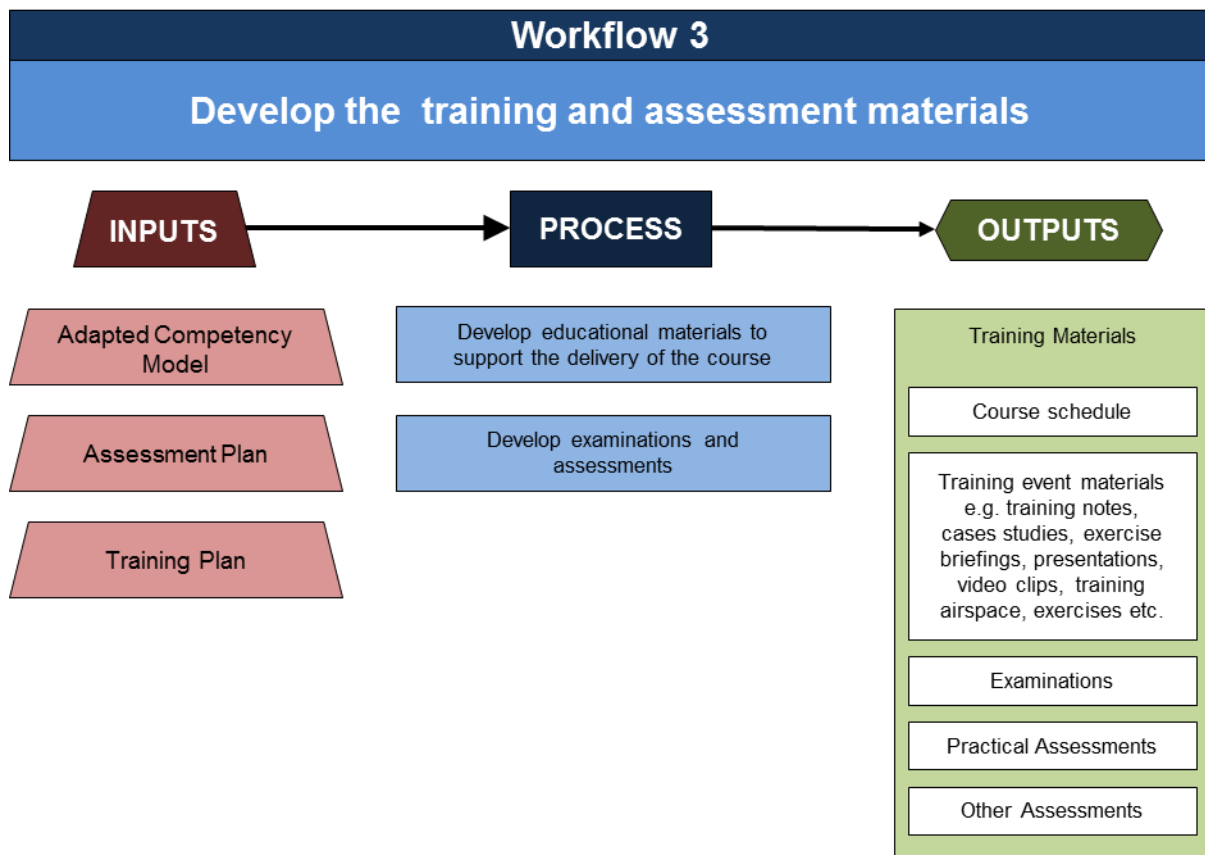 Workflow 3
Develop the training and assessment materials
INPUTS
PROCESS
OUTPUTS
Adapted Competency
Model
Assessment Plan
Training Plan
Develop educational materials to
support the delivery of the course
Develop examinations and
assessments
Training Materials
Course schedule
Training event materials
e.g. training notes,
cases studies, exercise
briefings, presentations,
video clips, training
airspace, exercises etc.
Examinations
Practical Assessments
Other Assessments